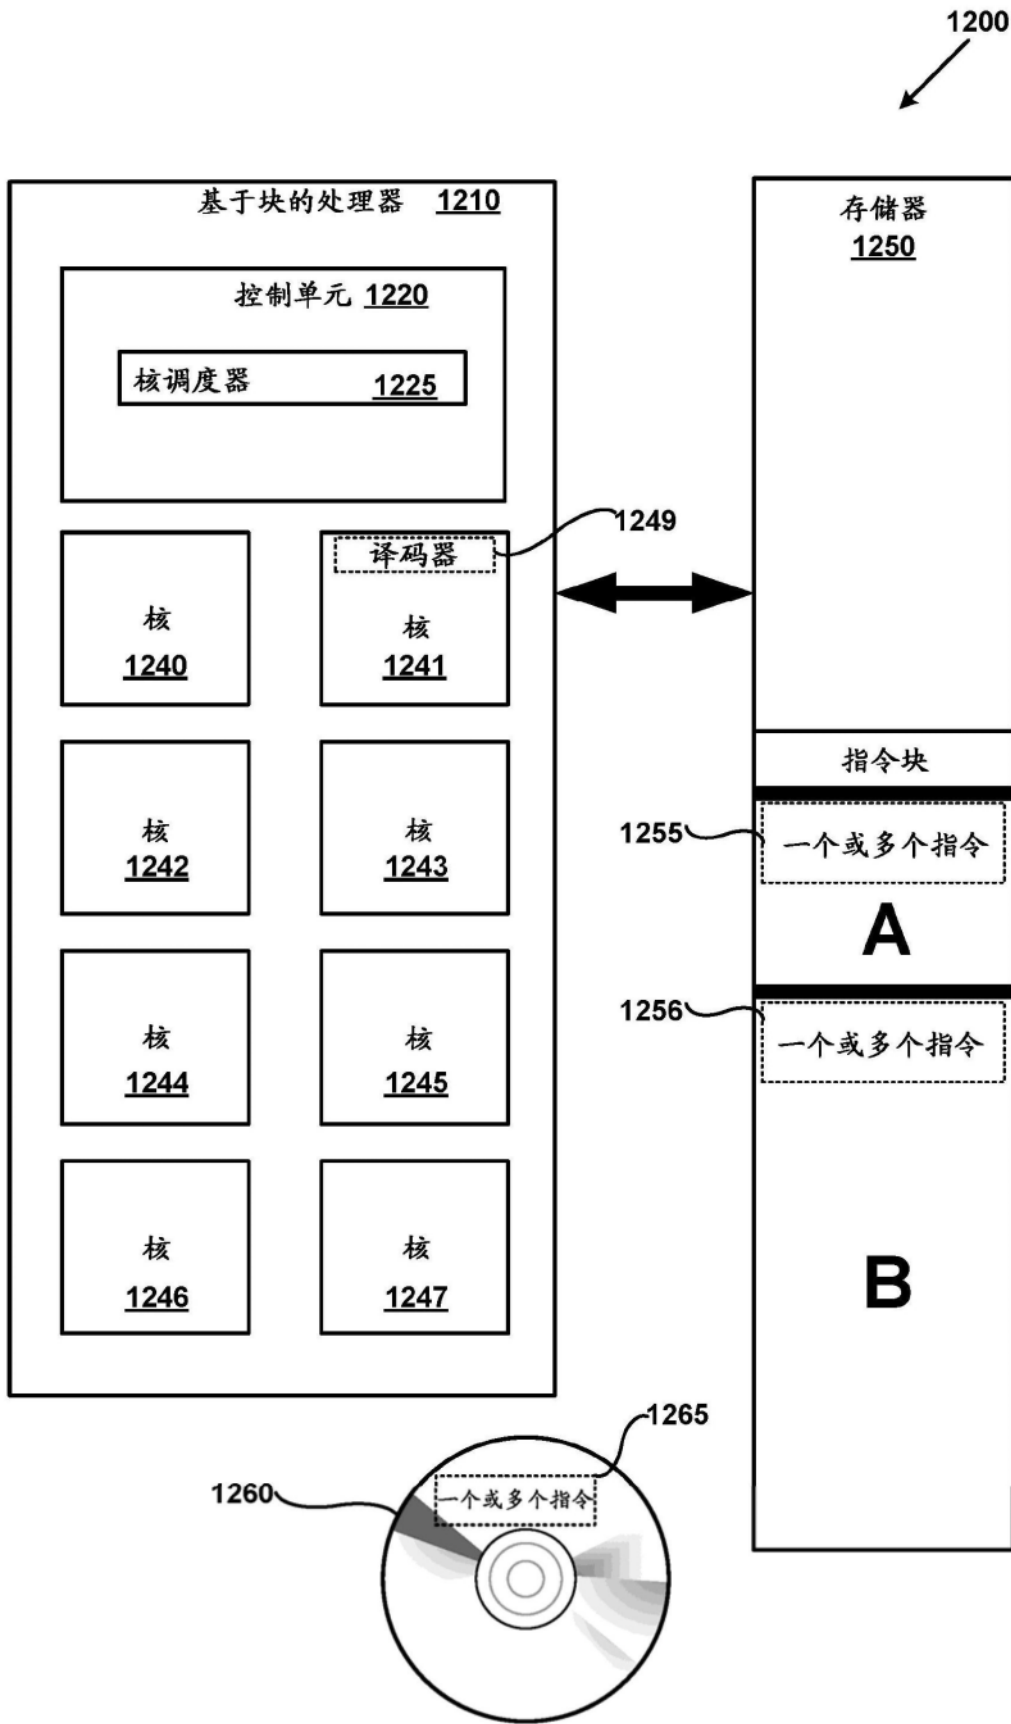 1200
基于块的处理器 1210
控制单元 1220
核调度器 1225
译码器
1249
核
1240
核
1241
核
1242
核
1243
核
1244
核
1245
核
1246
核
1247
存储器
1250
指令块
1255
一个或多个指令
A
1256
一个或多个指令
B
1265
1260
一个或多个指令